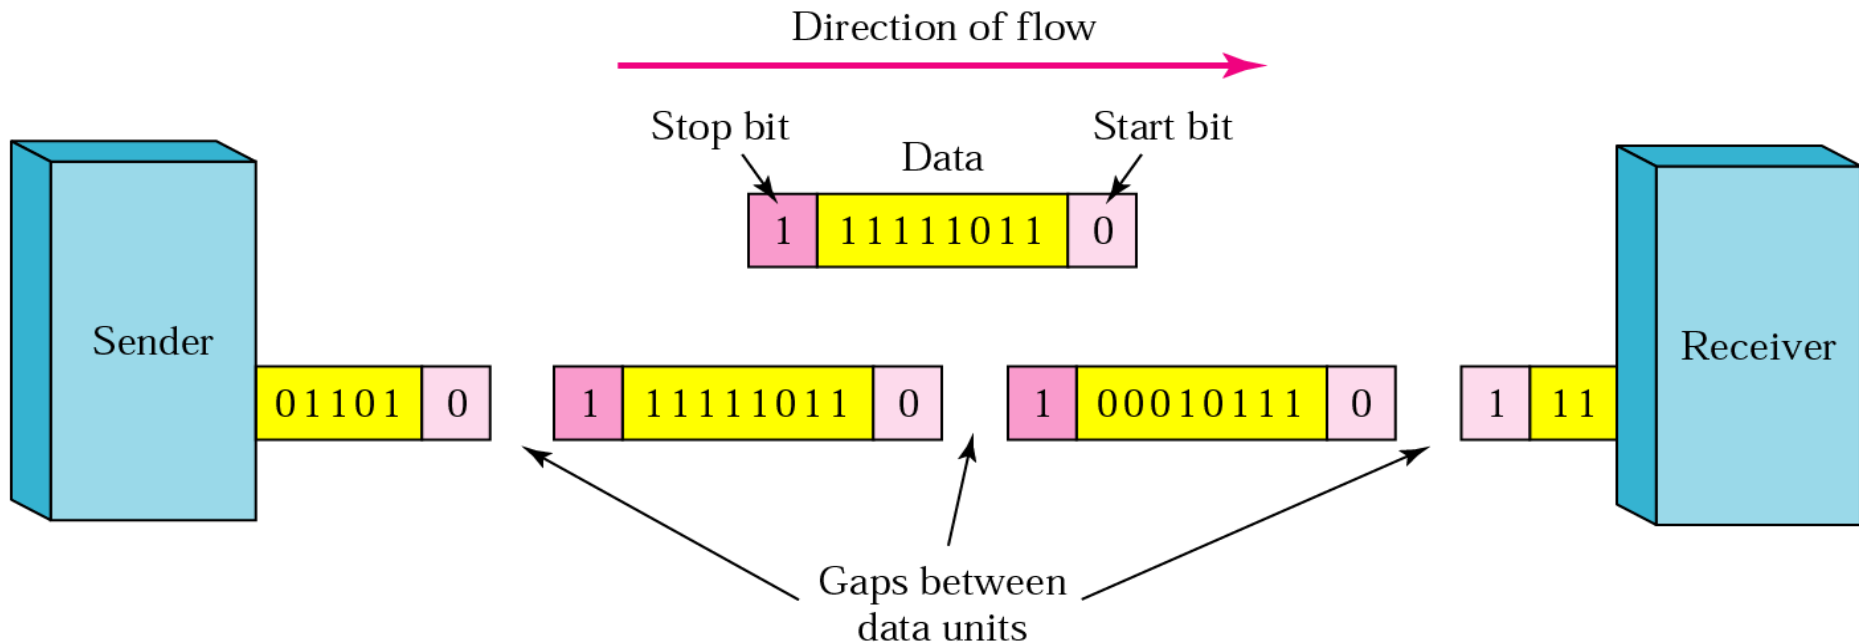 Direction of flow
Stop bit
Start bit
Data
1 11111011 0
Sender
Receiver
01101 0
1 11111011 0
1 00010111 0
1 11
Gaps between
data units